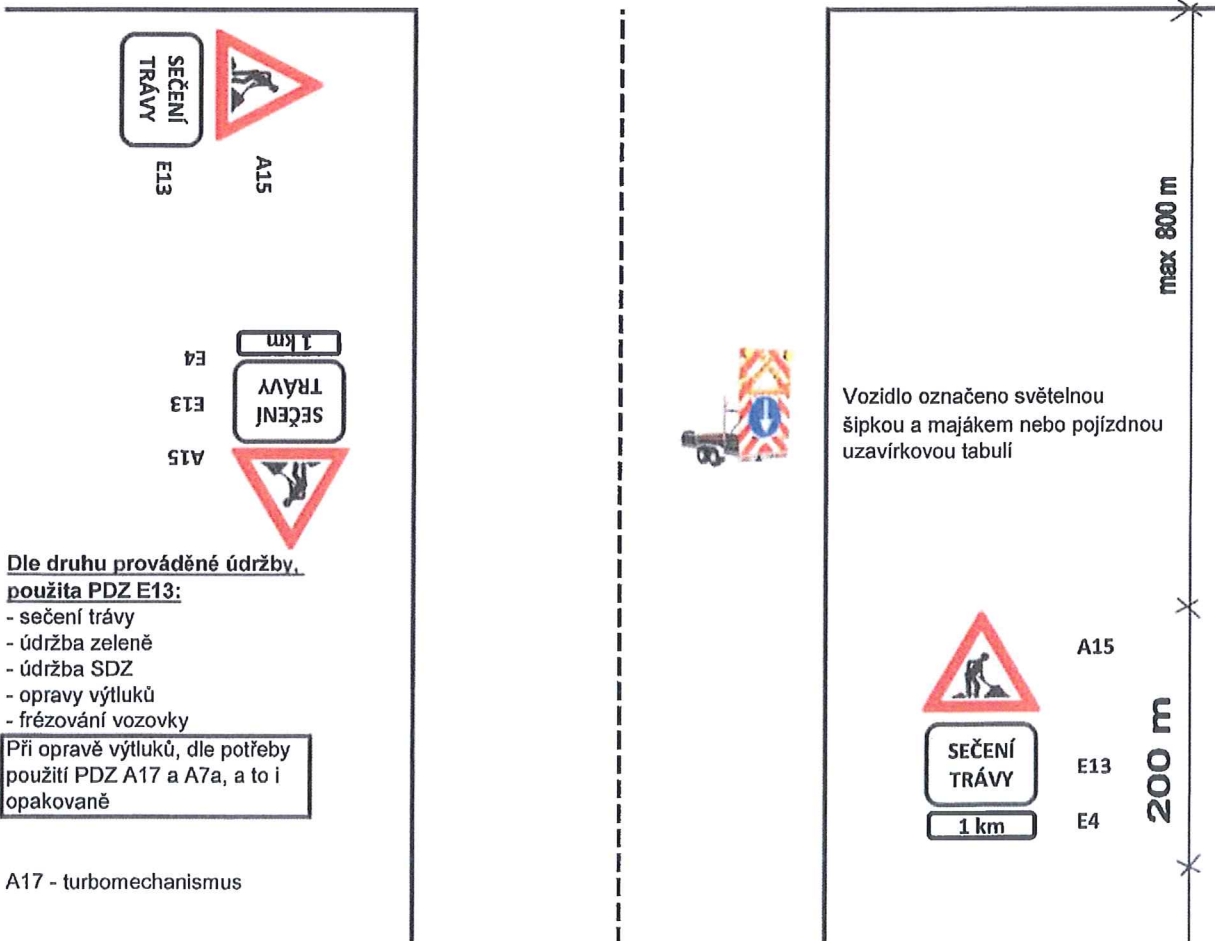 SEČENÍ
TRÁVY
E13
A15
1 km
E4
SEČENÍ
TRÁVY
E13
A15
Dle druhu prováděné údržby,
použita PDZ E13:
- sečení trávy
- údržba zeleně
- údržba SDZ
- opravy výtluků
- frézování vozovky
Při opravě výtluků, dle potřeby
použití PDZ A17 a A7a, a to i
opakovaně
A17 - turbomechanismus
Vozidlo označeno světelnou
šipkou a majákem nebo pojízdnou
uzavírkovou tabulí
max 800 m
A15
SEČENÍ
TRÁVY
E13
1 km
E4
200 m